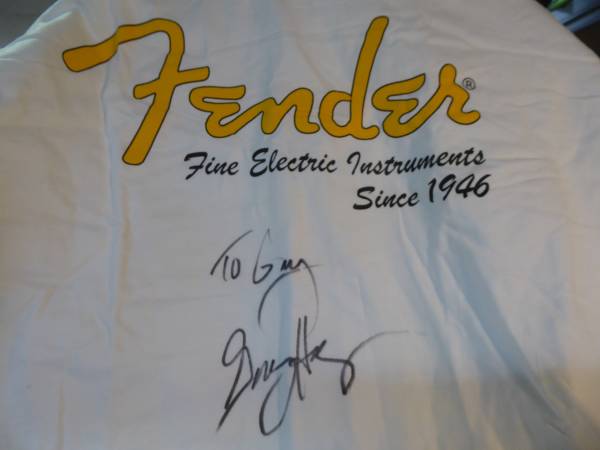 Fender®
Fine Electric Instruments
Since 1946
TO Gary